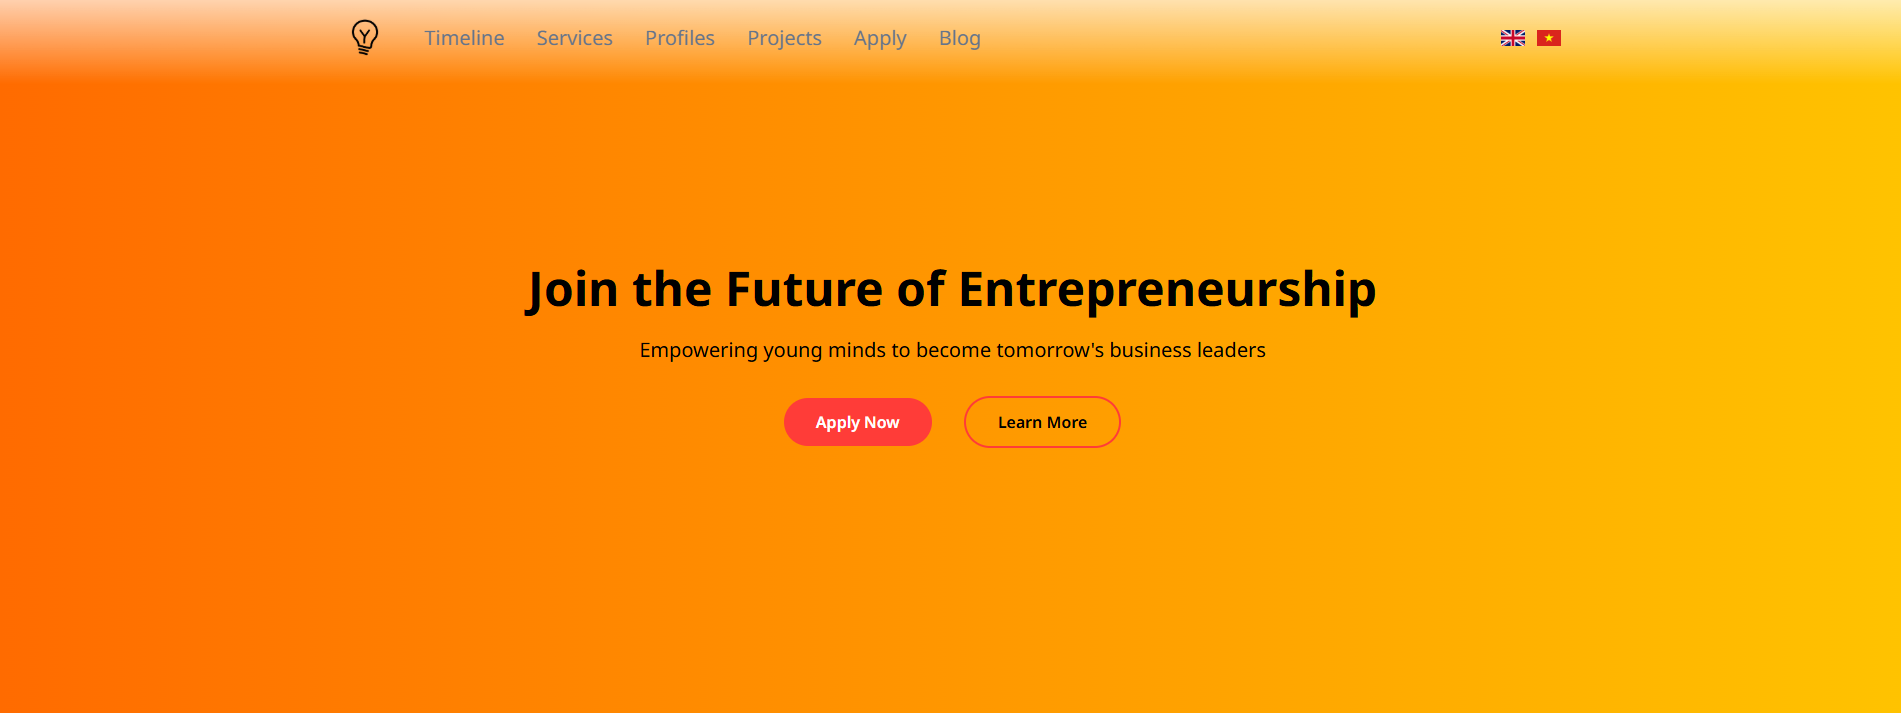 Y
Timeline Services Profiles Projects Apply Blog
Join the Future of Entrepreneurship
Empowering young minds to become tomorrow's business leaders
Apply Now Learn More